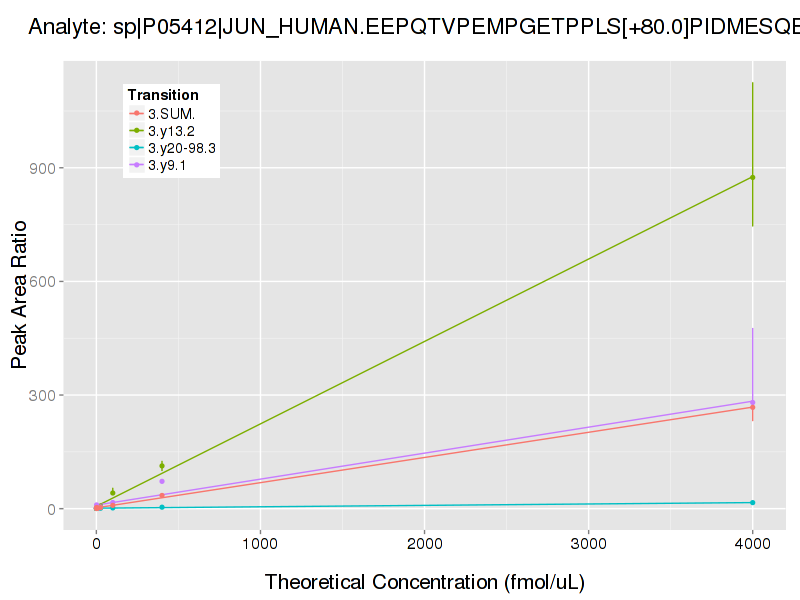 Analyte: sp|P05412|JUN_HUMAN.EEPQTVPEMPGETPPLS[+80.0]PIDMESQE
Transition
3.SUM.
3.y13.2
3.y20-98.3
3.y9.1
900
600
300
0
Peak Area Ratio
0 1000 2000 3000 4000
Theoretical Concentration (fmol/uL)